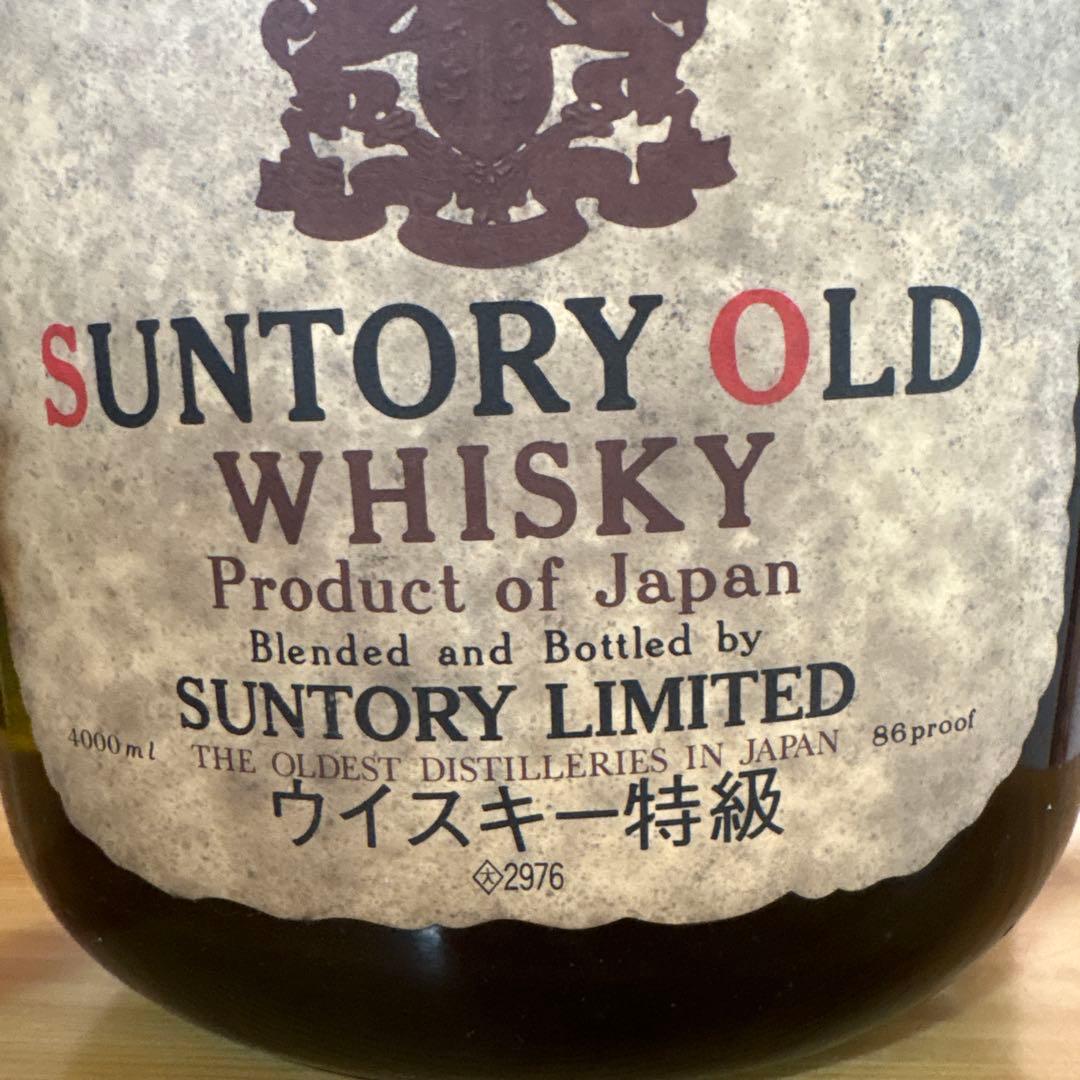 SUNTORY OLD
WHISKY
Product of Japan
Blended and Bottled by
SUNTORY LIMITED
4000ml THE OLDEST DISTILLERIES IN JAPAN 86proof
ウイスキー特級
大2976